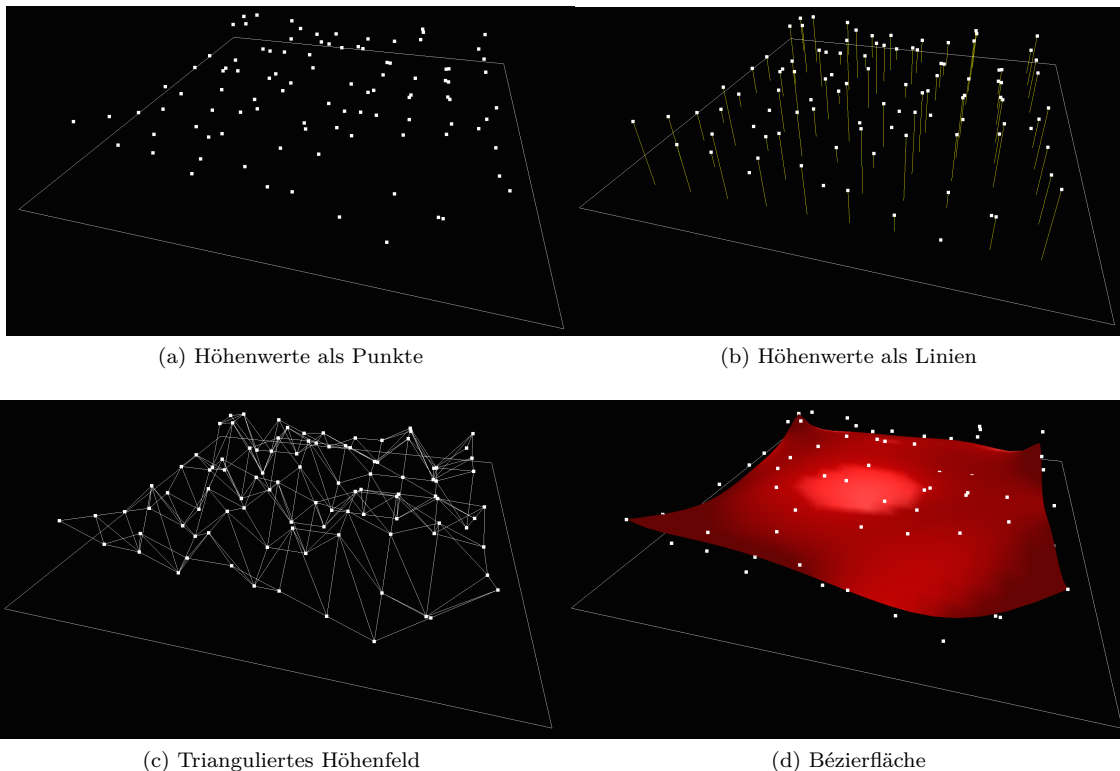 (a) Höhenwerte als Punkte
(b) Höhenwerte als Linien
(c) Trianguliertes Höhenfeld
(d) Bézierfläche